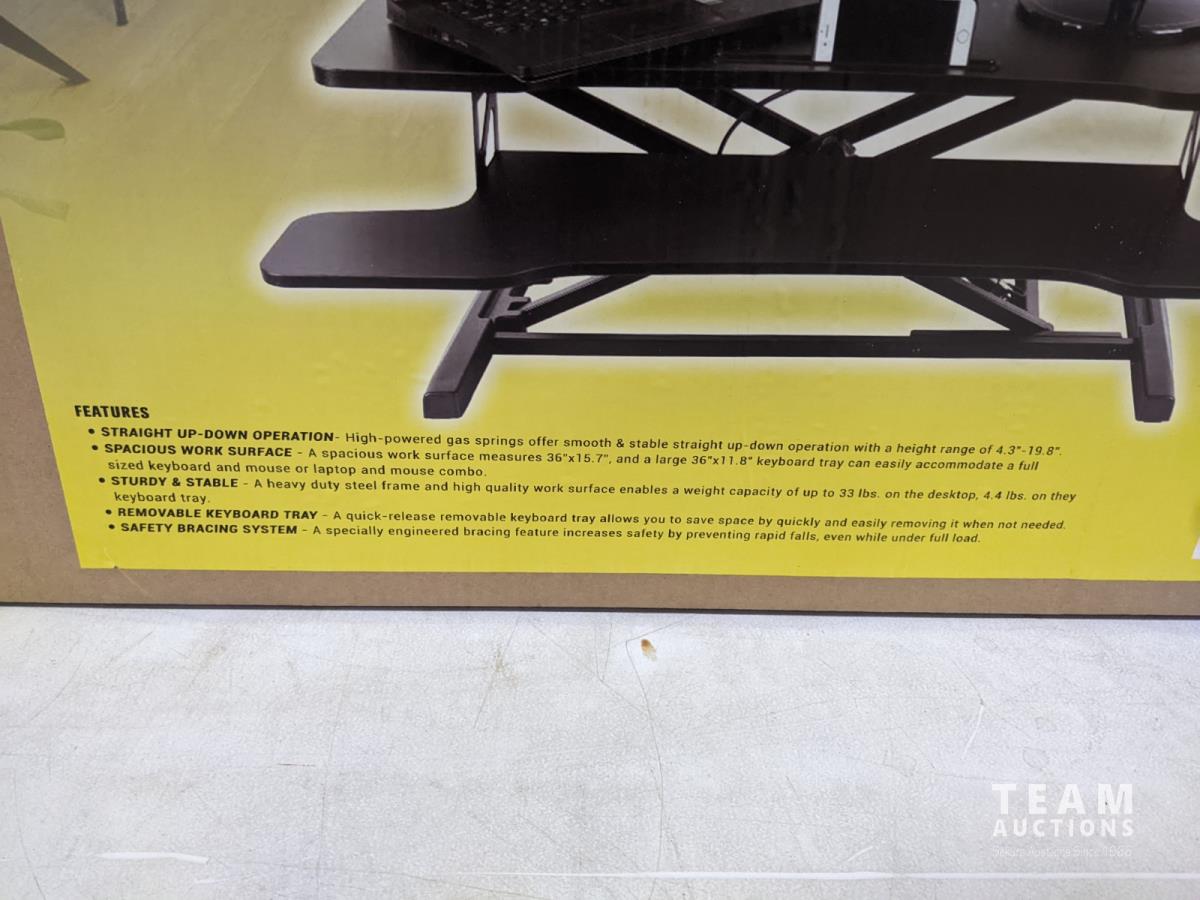 FEATURES
• STRAIGHT UP-DOWN OPERATION- High-powered gas springs offer smooth & stable straight up-down operation with a height range of 4.3"-19.8".
• SPACIOUS WORK SURFACE - A spacious work surface measures 36"x15.7", and a large 36"x11.8" keyboard tray can easily accommodate a full
sized keyboard and mouse or laptop and mouse combo.
• STURDY & STABLE - A heavy duty steel frame and high quality work surface enables a weight capacity of up to 33 lbs. on the desktop, 4.4 lbs. on they
keyboard tray.
• REMOVABLE KEYBOARD TRAY - A quick-release removable keyboard tray allows you to save space by quickly and easily removing it when not needed.
• SAFETY BRACING SYSTEM - A specially engineered bracing feature increases safety by preventing rapid falls, even while under full load.
TEAM
AUCTIONS
Since